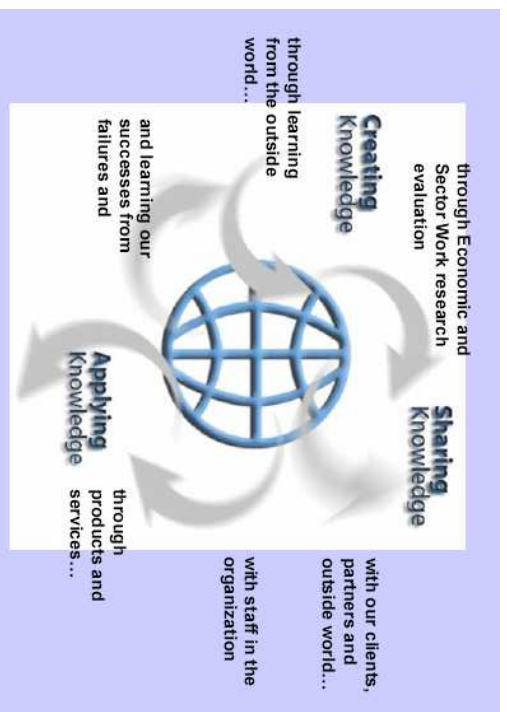 through Economic and
Sector Work research
evaluation
Creating
Knowledge
through learning
from the outside
world...
Sharing
Knowledge
with our clients,
partners and
outside world...
with staff in the
organization
and learning our
successes from
failures and
Applying
Knowledge
through
products and
services...